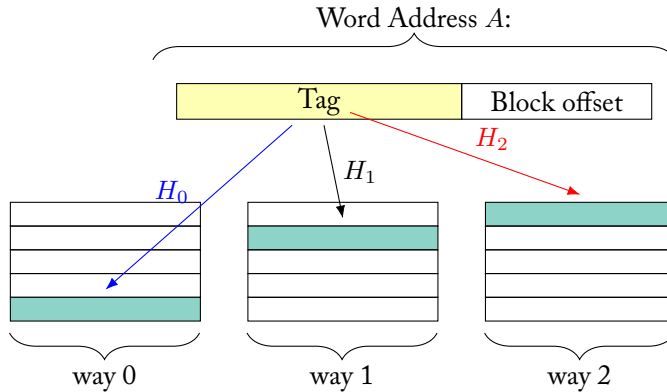 Word Address A:
Tag
Block offset
H₀
H₁
H₂
way 0
way 1
way 2